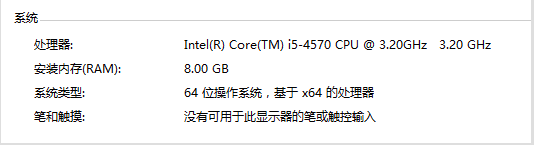 系统
处理器: Intel(R) Core(TM) i5-4570 CPU @ 3.20GHz 3.20 GHz
安装内存(RAM): 8.00 GB
系统类型: 64 位操作系统，基于 x64 的处理器
笔和触摸: 没有可用于此显示器的笔或触控输入